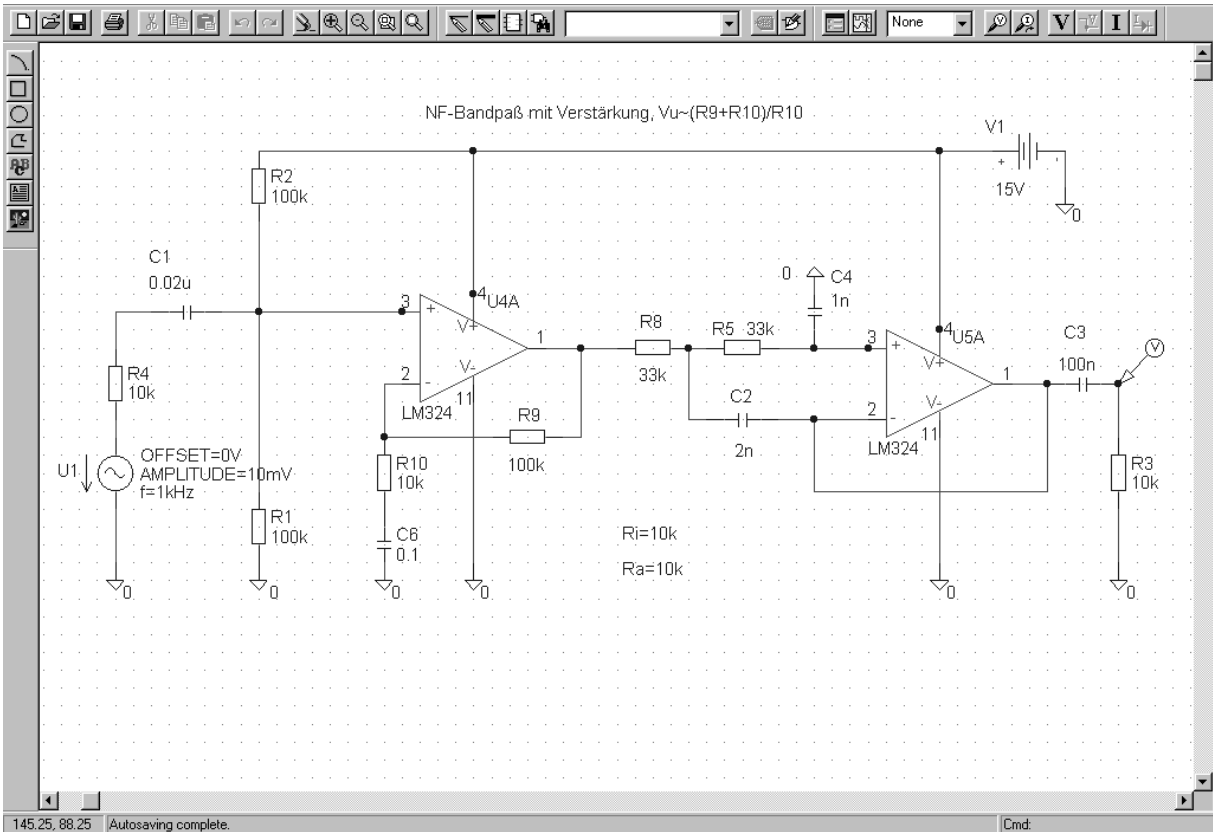 None
V
I
NF-Bandpaß mit Verstärkung, Vu~(R9+R10)/R10
V1
+
15V
0
R2
100k
C1
0.02u
0
C4
1n
3
+
4
U4A
V+
1
2
-
V-
11
LM324
R8
33k
R5
33k
3
+
4
U5A
V+
1
2
-
V-
11
LM324
C3
100n
V
C2
2n
R4
10k
R9
100k
U1
OFFSET=0V
AMPLITUDE=10mV
f=1kHz
R10
10k
R3
10k
R1
100k
C6
0.1
Ri=10k
Ra=10k
0
0
0
0
0
0
145.25, 88.25
Autosaving complete.
Cmd: